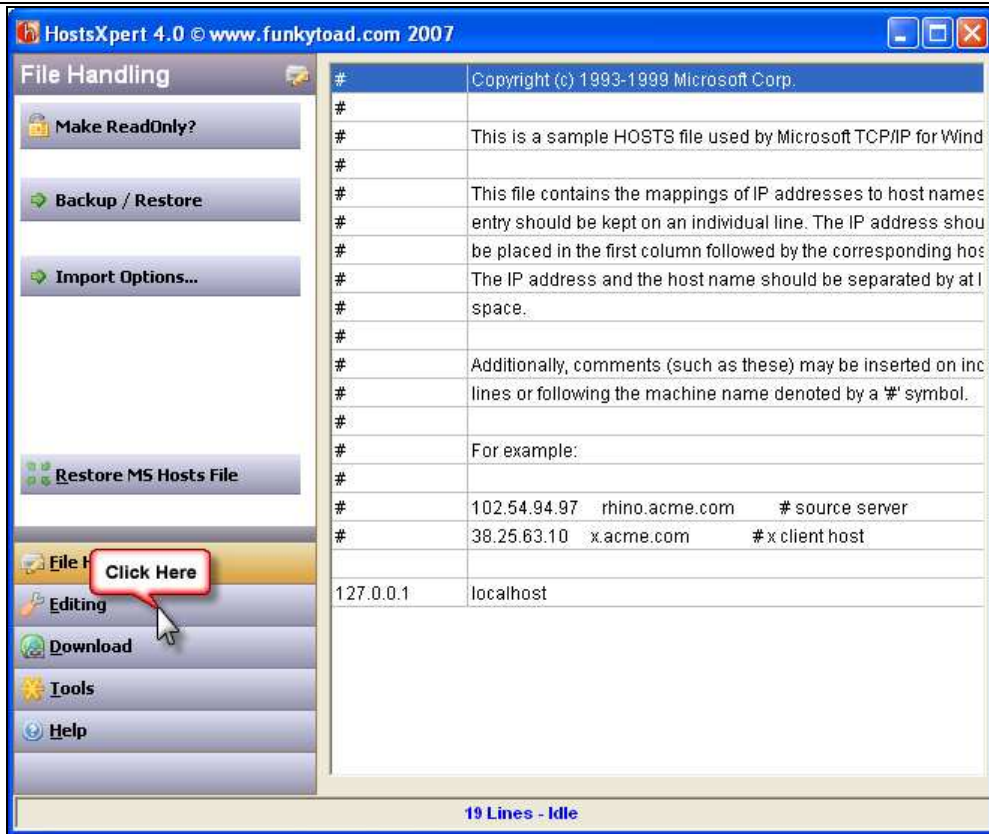 HostsXpert 4.0 © www.funkytoad.com 2007
File Handling
Make ReadOnly?
Backup / Restore
Import Options...
Restore MS Hosts File
File H
Click Here
Editing
Download
Tools
Help
# Copyright (c) 1993-1999 Microsoft Corp.
#
# This is a sample HOSTS file used by Microsoft TCP/IP for Wind
#
# This file contains the mappings of IP addresses to host names
# entry should be kept on an individual line. The IP address shou
# be placed in the first column followed by the corresponding hos
# The IP address and the host name should be separated by at l
# space.
#
# Additionally, comments (such as these) may be inserted on inc
# lines or following the machine name denoted by a '#' symbol.
#
# For example:
#
# 102.54.94.97 rhino.acme.com # source server
# 38.25.63.10 x.acme.com # x client host
127.0.0.1 localhost
19 Lines - Idle